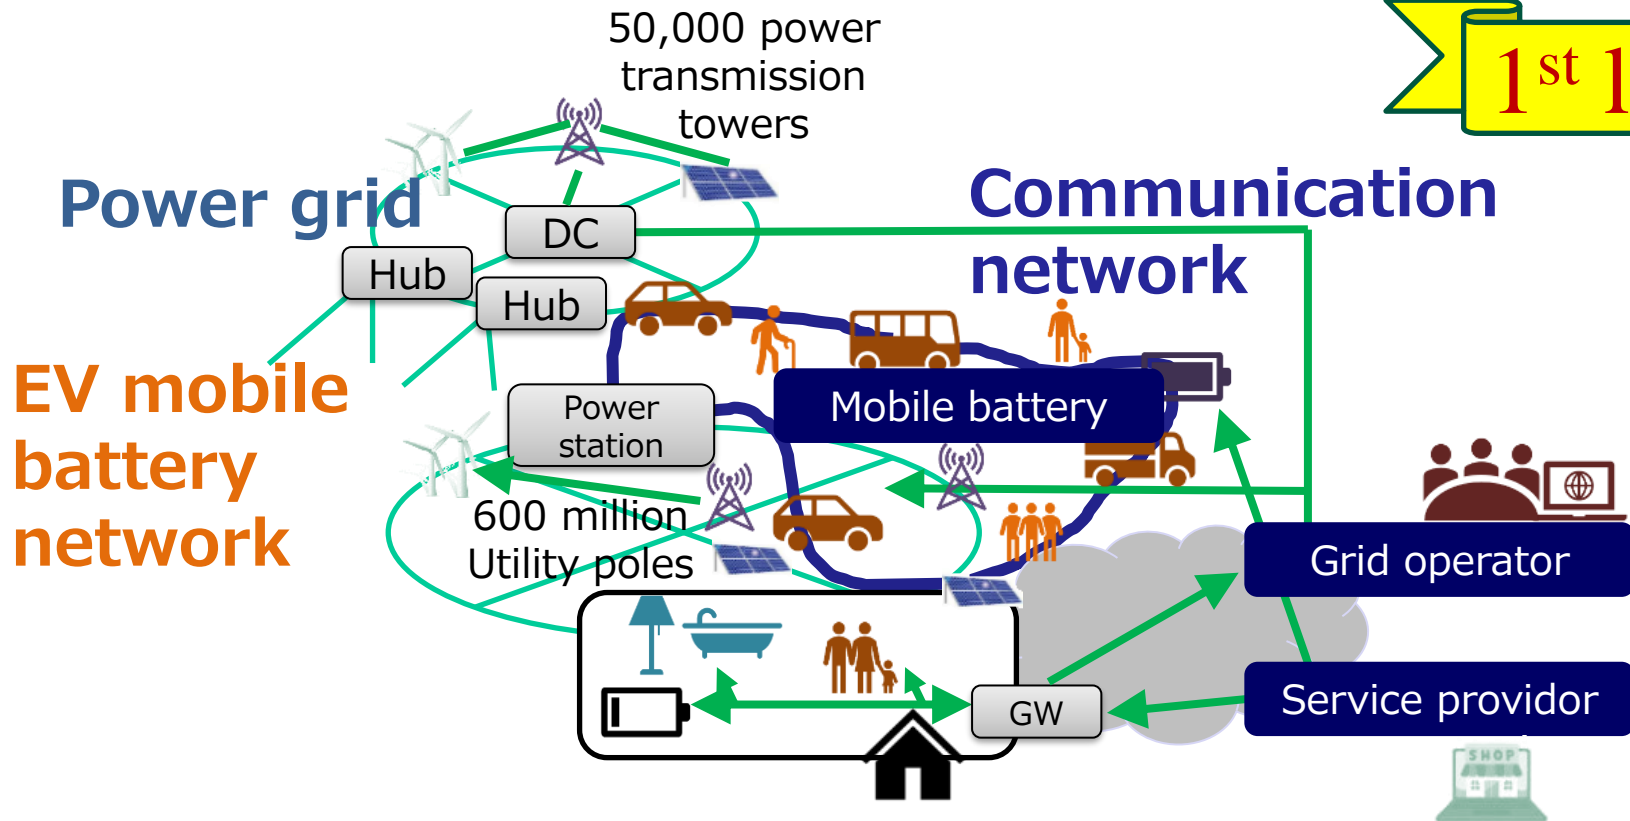 50,000 power
transmission
towers
1st 1
Power grid
Communication
network
DC
Hub
Hub
EV mobile
battery
network
Power
station
Mobile battery
600 million
Utility poles
Grid operator
GW
Service providor
SHOP